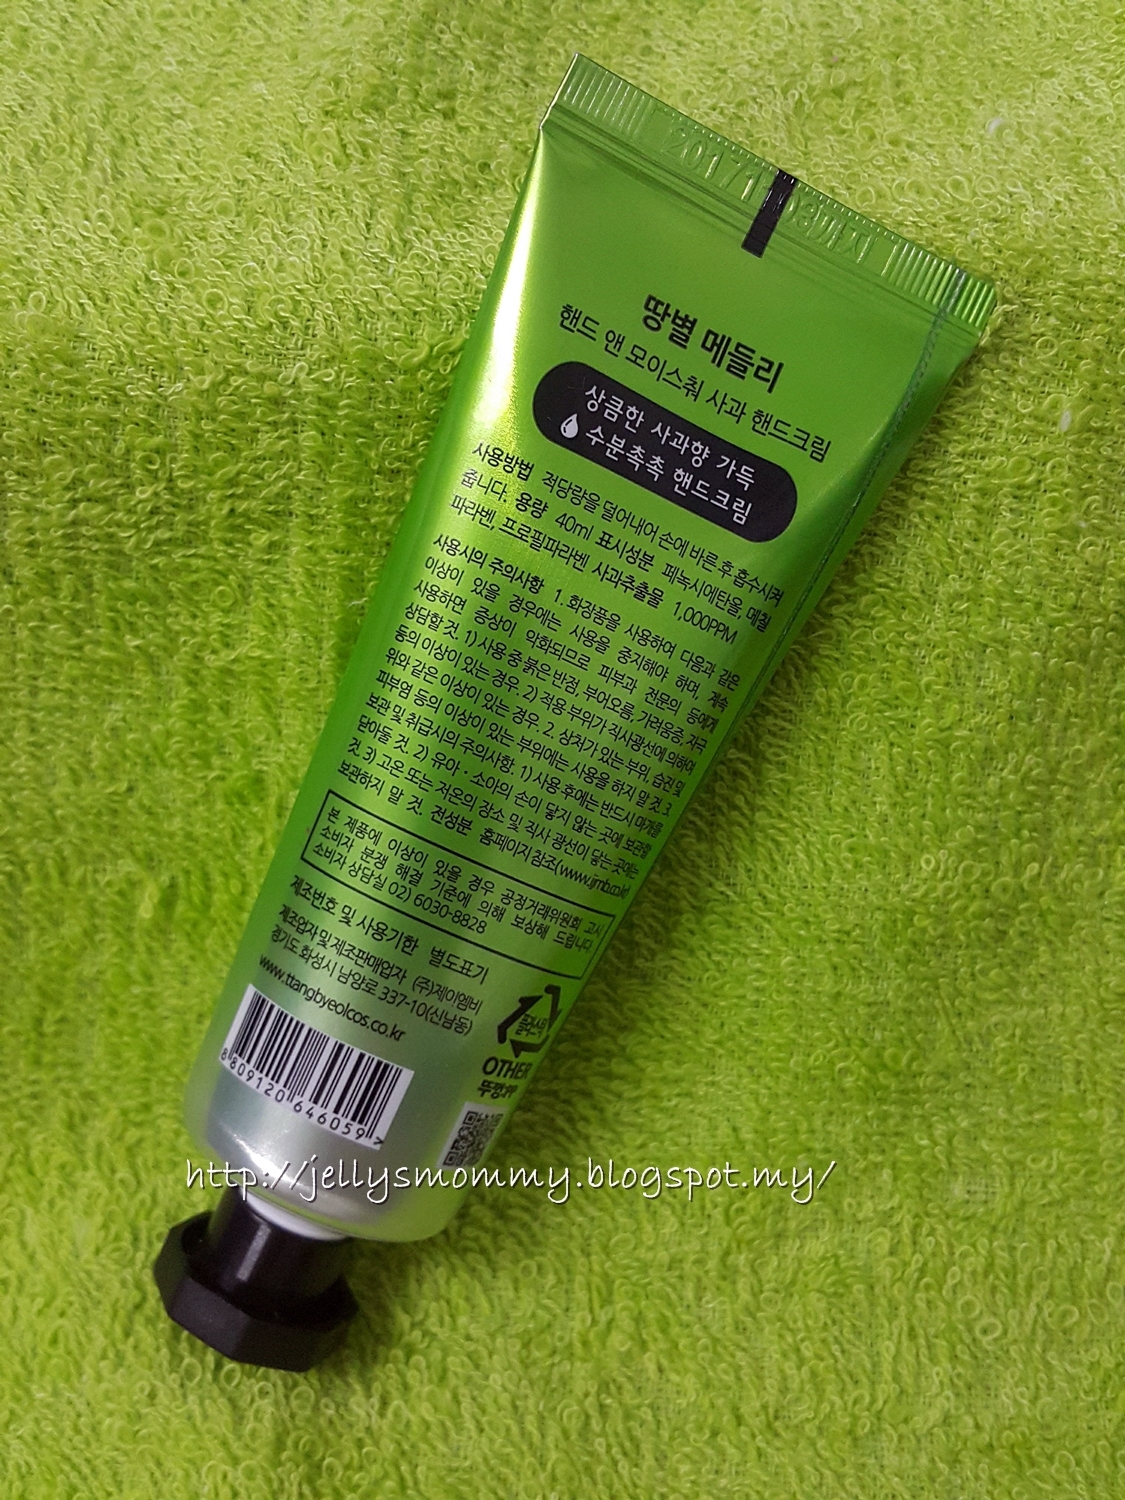 땅별 메들리
핸드 앤 모이스춰 사과 핸드크림
상큼한 사과향 가득
수분촉촉 핸드크림
사용방법 적당량을 덜어내어 손에 바른 후 흡수시켜
줍니다. 용량 40ml 표시성분 페녹시에탄올, 메칠
파라벤, 프로필파라벤 사과추출물 1,000PPM
사용시의 주의사항 1. 화장품을 사용하여 다음과 같은
이상이 있을 경우에는 사용을 중지해야 하며, 계속
사용하면 증상이 악화되므로 피부과 전문의 등에게
상담할 것. 1) 사용 중 붉은 반점, 부어오름, 가려움증, 자극
등의 이상이 있는 경우. 2) 적용 부위가 직사광선에 의하여
위와 같은 이상이 있는 경우. 2. 상처가 있는 부위, 습진 및
피부염 등의 이상이 있는 부위에는 사용을 하지 말 것. 3.
보관 및 취급시의 주의사항. 1) 사용 후에는 반드시 마개를
닫아둘 것. 2) 유아 · 소아의 손이 닿지 않는 곳에 보관할
것. 3) 고온 또는 저온의 장소 및 직사 광선이 닿는 곳에는
보관하지 말 것. 전성분 홈페이지 참조
본 제품에 이상이 있을 경우 공정거래위원회 고시
소비자 분쟁 해결 기준에 의해 보상해 드립니다.
소비자 상담실 02) 6030-8828
제조번호 및 사용기한 별도표기
제조업자 및 제조판매업자 (주)제이엠비
경기도 화성시 남양로 337-10(신남동)
www.ttangbyeolcos.co.kr
8 809120 646059 >
OTHER
http://jellysmommy.blogspot.my/